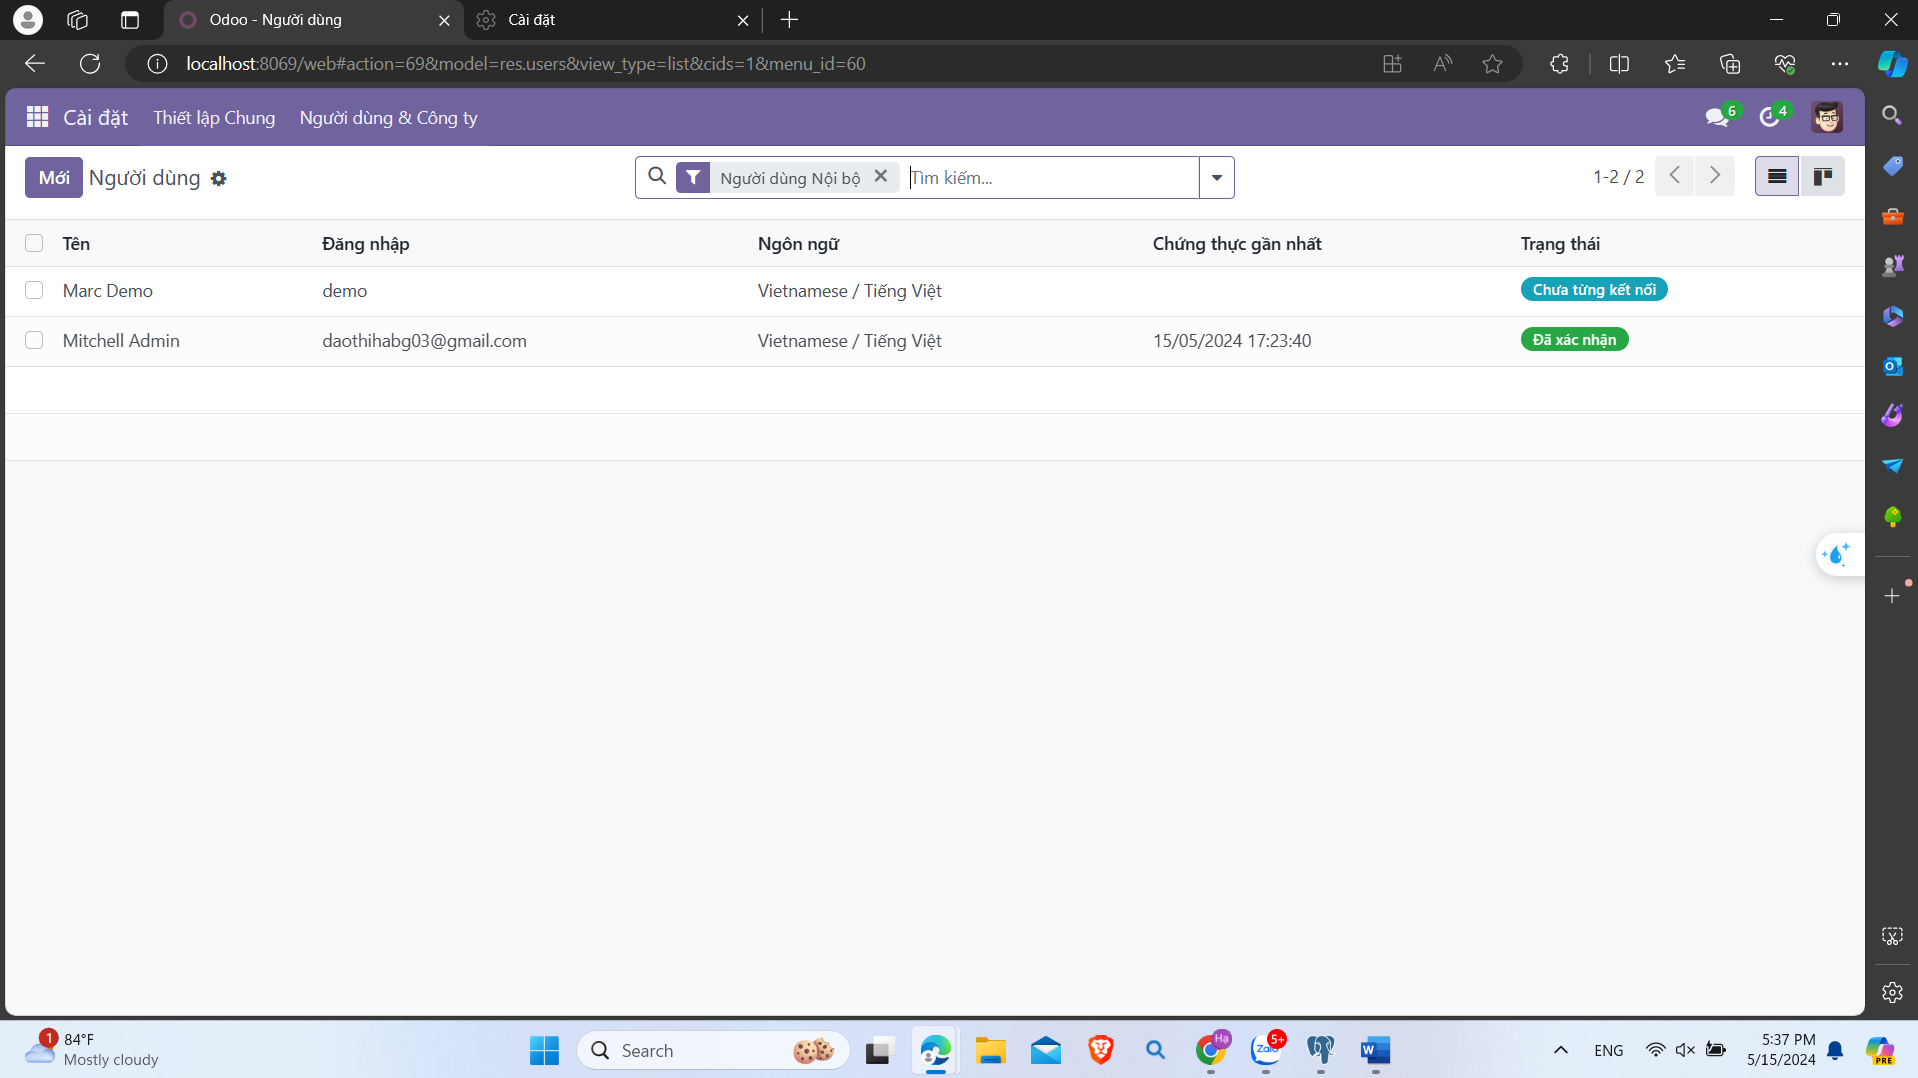 Odoo - Người dùng
Cài đặt
localhost:8069/web#action=69&model=res.users&view_type=list&cids=1&menu_id=60
Cài đặt
Thiết lập Chung
Người dùng & Công ty
6
4
Mới
Người dùng
Người dùng Nội bộ
Tìm kiếm...
1-2 / 2
Tên
Đăng nhập
Ngôn ngữ
Chứng thực gần nhất
Trạng thái
Marc Demo
demo
Vietnamese / Tiếng Việt
Chưa từng kết nối
Mitchell Admin
daothihabg03@gmail.com
Vietnamese / Tiếng Việt
15/05/2024 17:23:40
Đã xác nhận
1
84°F
Mostly cloudy
Search
Hạ
Zalo
5+
W
ENG
5:37 PM
5/15/2024
PRE